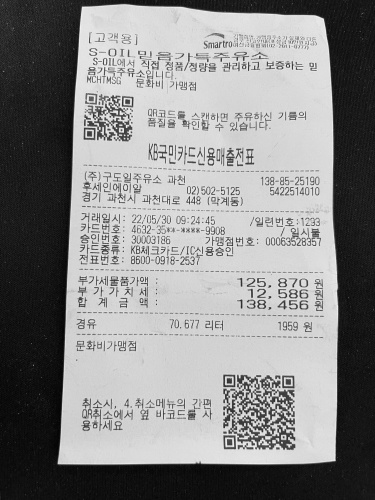 [고객용]
Smartro
S-OIL믿음가득주유소
S-OIL에서 직접 정품/정량을 관리하고 보증하는 믿
음가득주유소입니다.
MCHTMSG 문화비 가맹점
QR코드를 스캔하면 주유하신 기름의
품질을 확인할 수 있습니다.
KB국민카드신용매출전표
(주)구도일주유소 과천 138-85-25190
후세인에이알 02)502-5125 5422514010
경기 과천시 과천대로 448 (막계동)
거래일시: 22/05/30 09:24:45 /일련번호:1293
카드번호: 4632-35**-****-9908 / 일시불
승인번호: 30003186 가맹점번호: 00063528357
카드종류: KB체크카드/IC신용승인
전표번호: 8600-0918-2537
부가세물품가액 : 125,870 원
부 가 가 치 세 : 12,586 원
합 계 금 액 : 138,456 원
경유 70.677 리터 1959 원
문화비가맹점
취소시, 4.취소메뉴의 간편
QR취소에서 옆 바코드를 사
용하세요